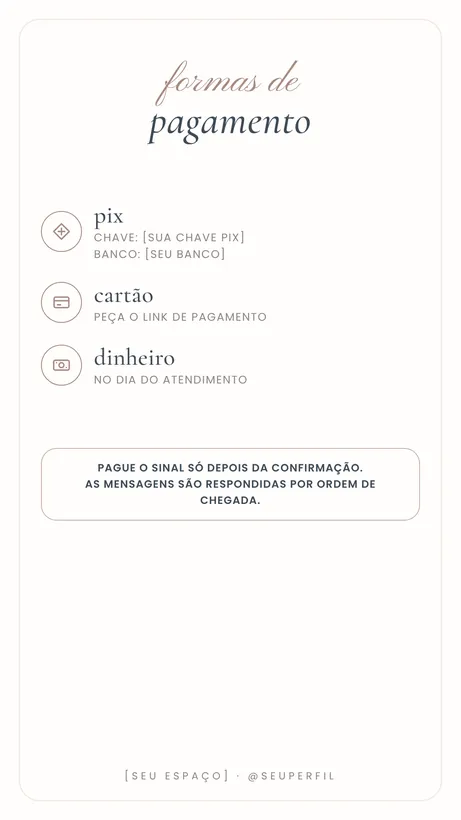 formas de
pagamento
pix
CHAVE: [SUA CHAVE PIX]
BANCO: [SEU BANCO]
cartão
PEÇA O LINK DE PAGAMENTO
dinheiro
NO DIA DO ATENDIMENTO
PAGUE O SINAL SÓ DEPOIS DA CONFIRMAÇÃO.
AS MENSAGENS SÃO RESPONDIDAS POR ORDEM DE
CHEGADA.
[SEU ESPAÇO] · @SEUPERFIL